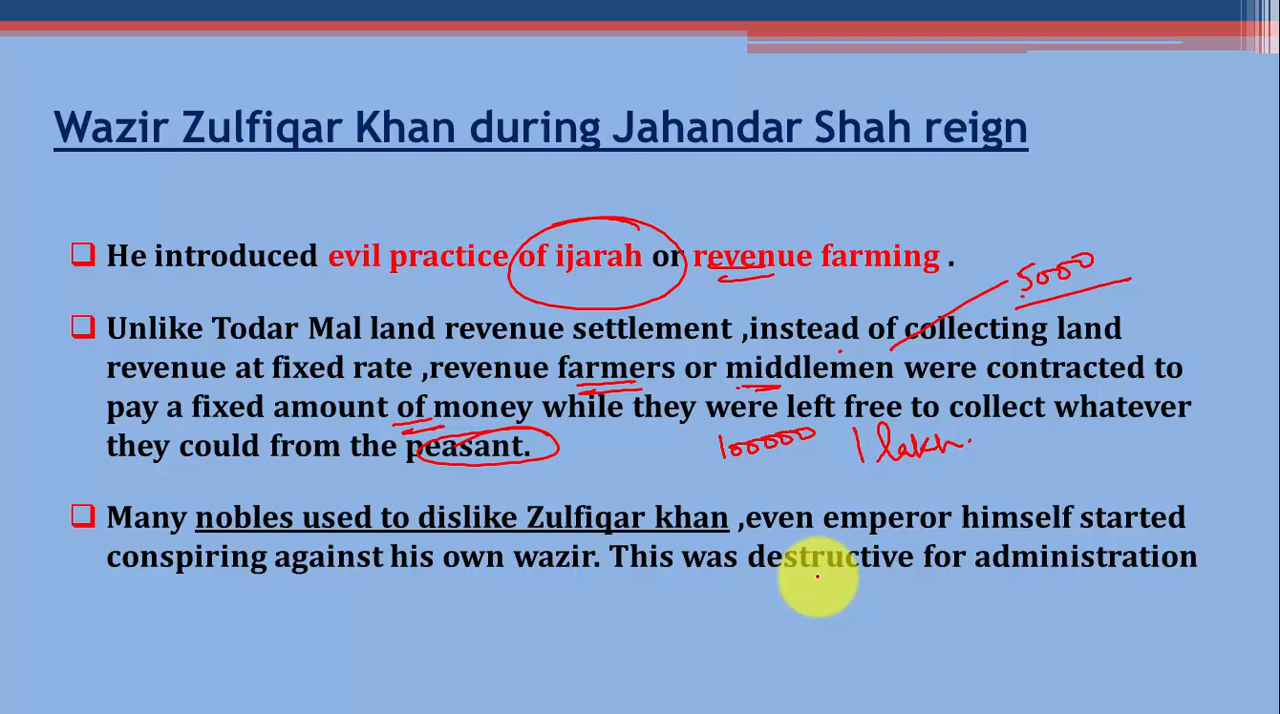 Wazir Zulfiqar Khan during Jahandar Shah reign
He introduced evil practice of ijarah or revenue farming .
5000
Unlike Todar Mal land revenue settlement ,instead of collecting land
revenue at fixed rate ,revenue farmers or middlemen were contracted to
pay a fixed amount of money while they were left free to collect whatever
they could from the peasant.
100000 1 lakh.
Many nobles used to dislike Zulfiqar khan ,even emperor himself started
conspiring against his own wazir. This was destructive for administration